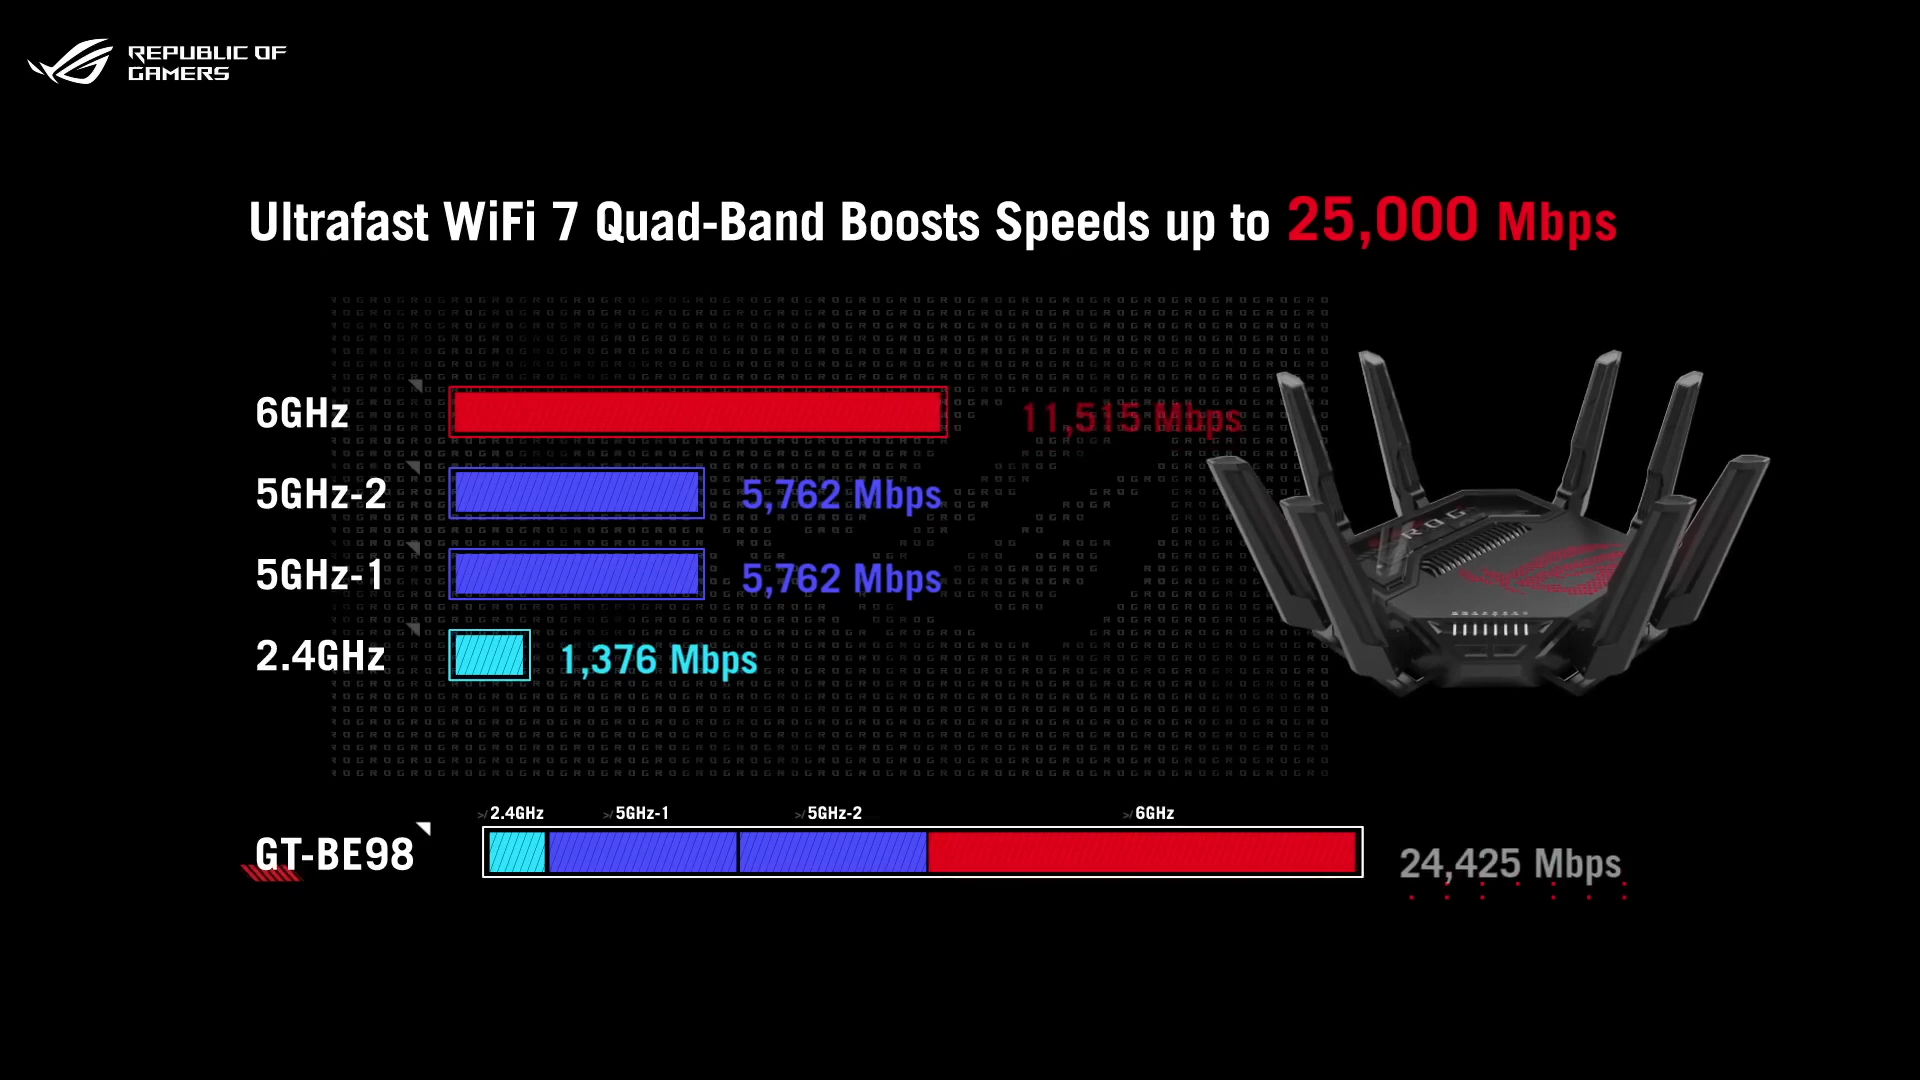 REPUBLIC OF
GAMERS
Ultrafast WiFi 7 Quad-Band Boosts Speeds up to 25,000 Mbps
6GHz 11,515 Mbps
5GHz-2 5,762 Mbps
5GHz-1 5,762 Mbps
2.4GHz 1,376 Mbps
ROG
2.4GHz 5GHz-1 5GHz-2 6GHz
GT-BE98 24,425 Mbps